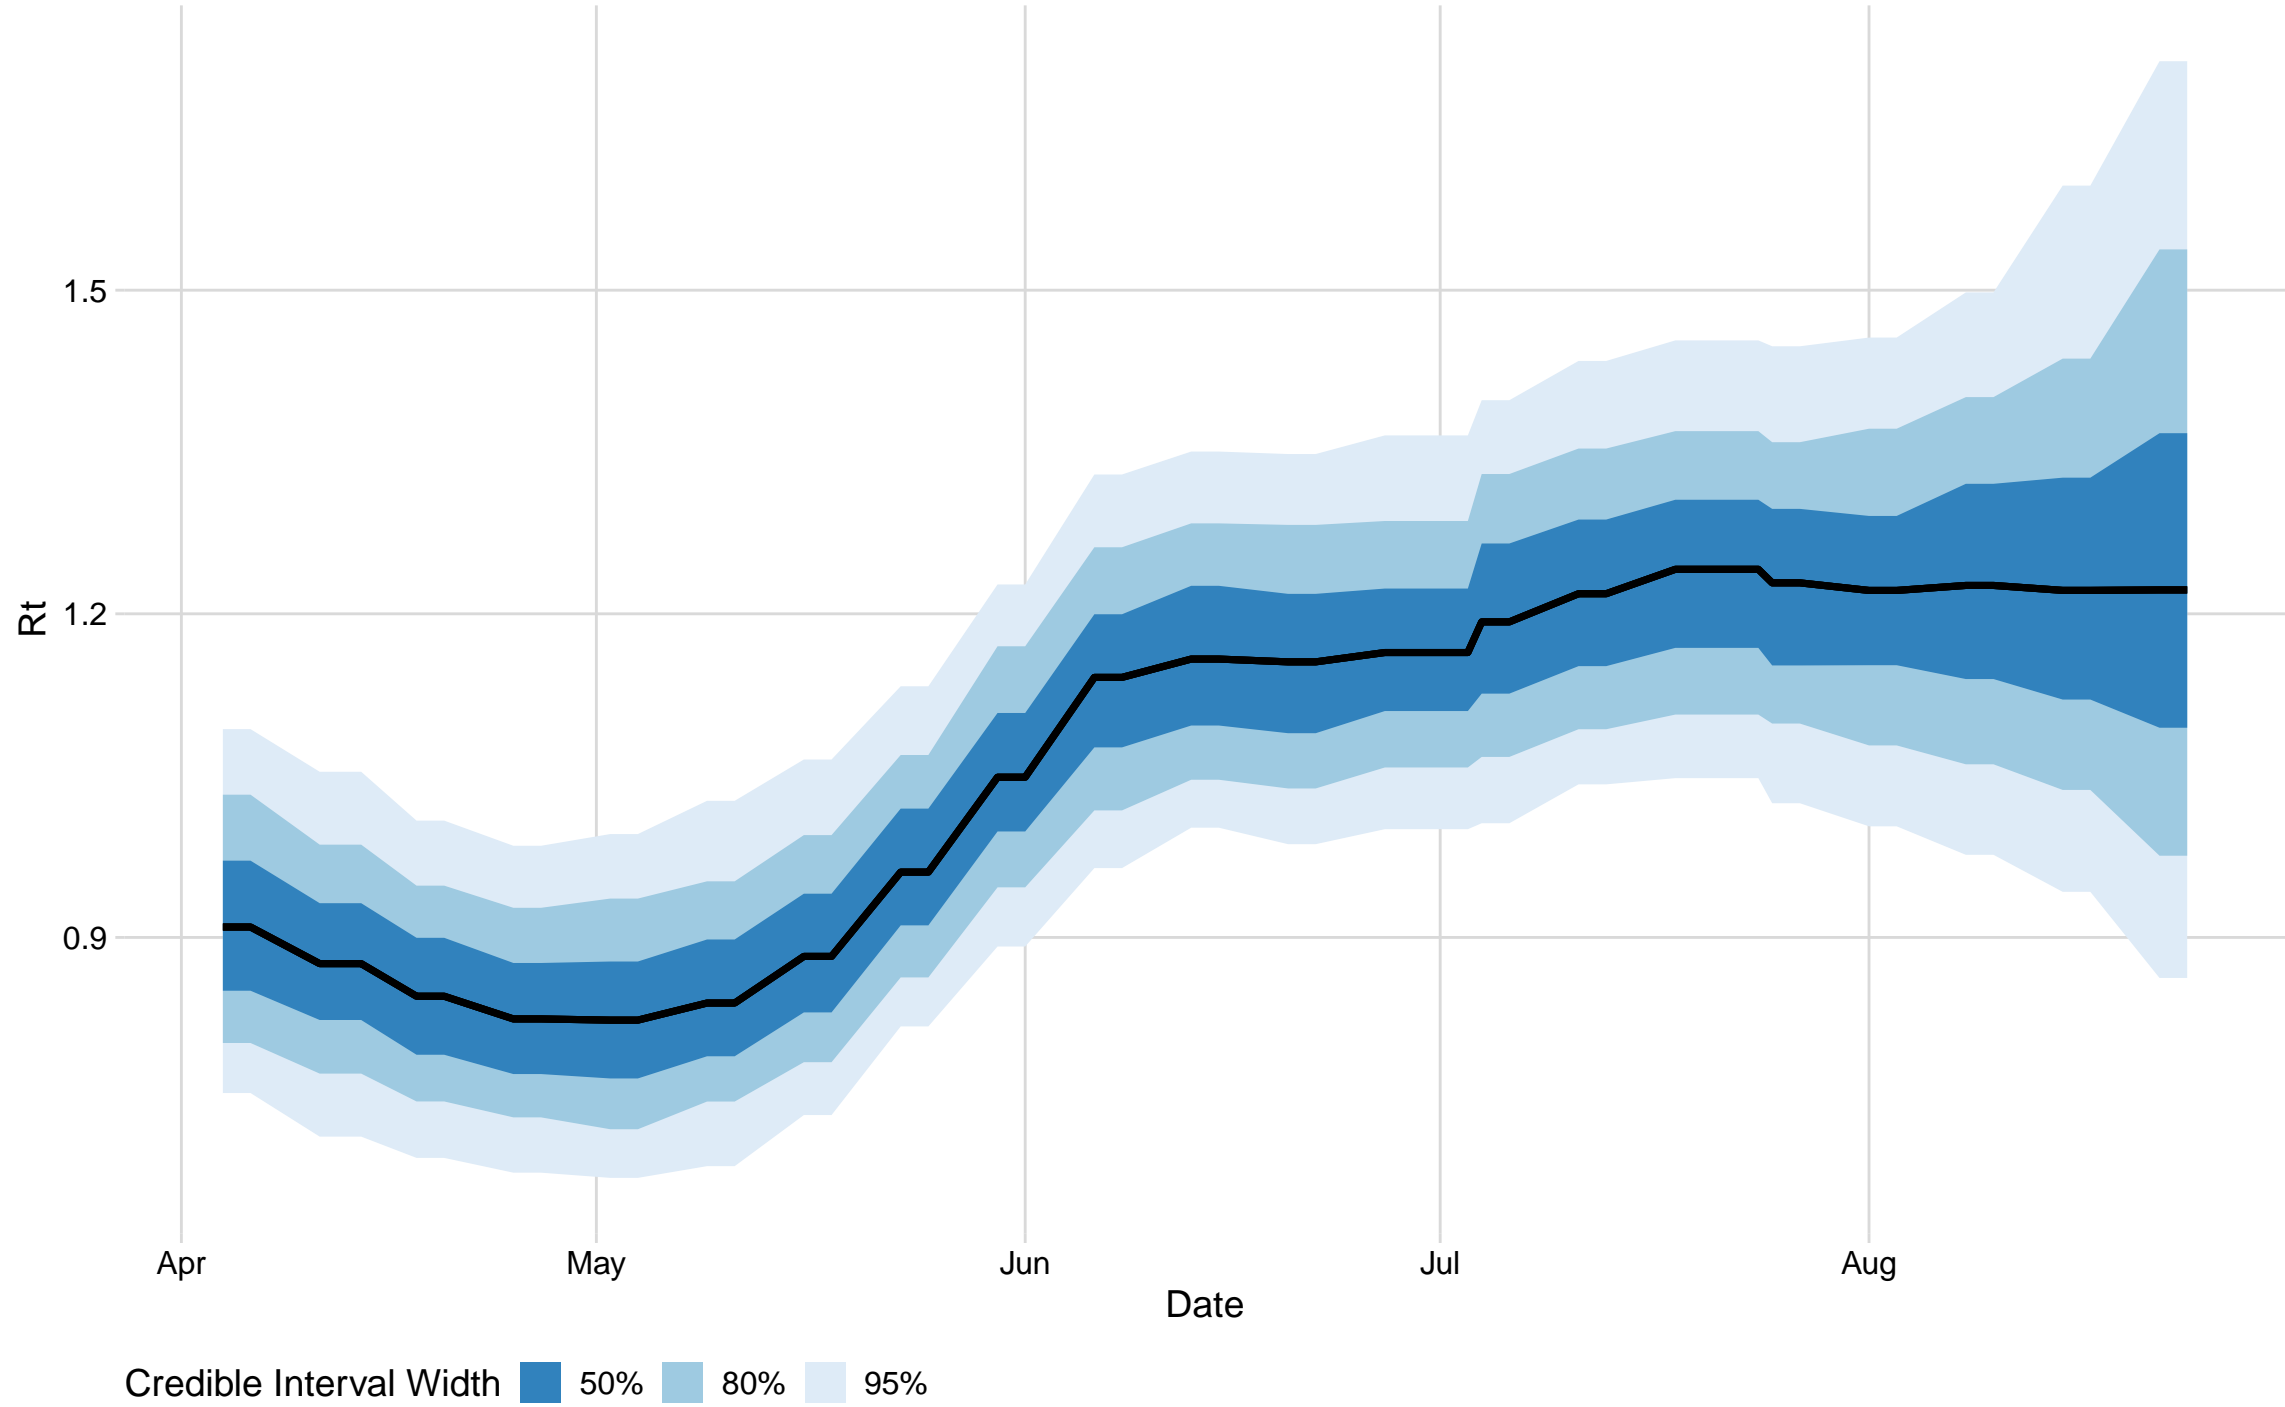 1.5
1.2
0.9
Rt
Apr May Jun Jul Aug
Date
Credible Interval Width 50% 80% 95%